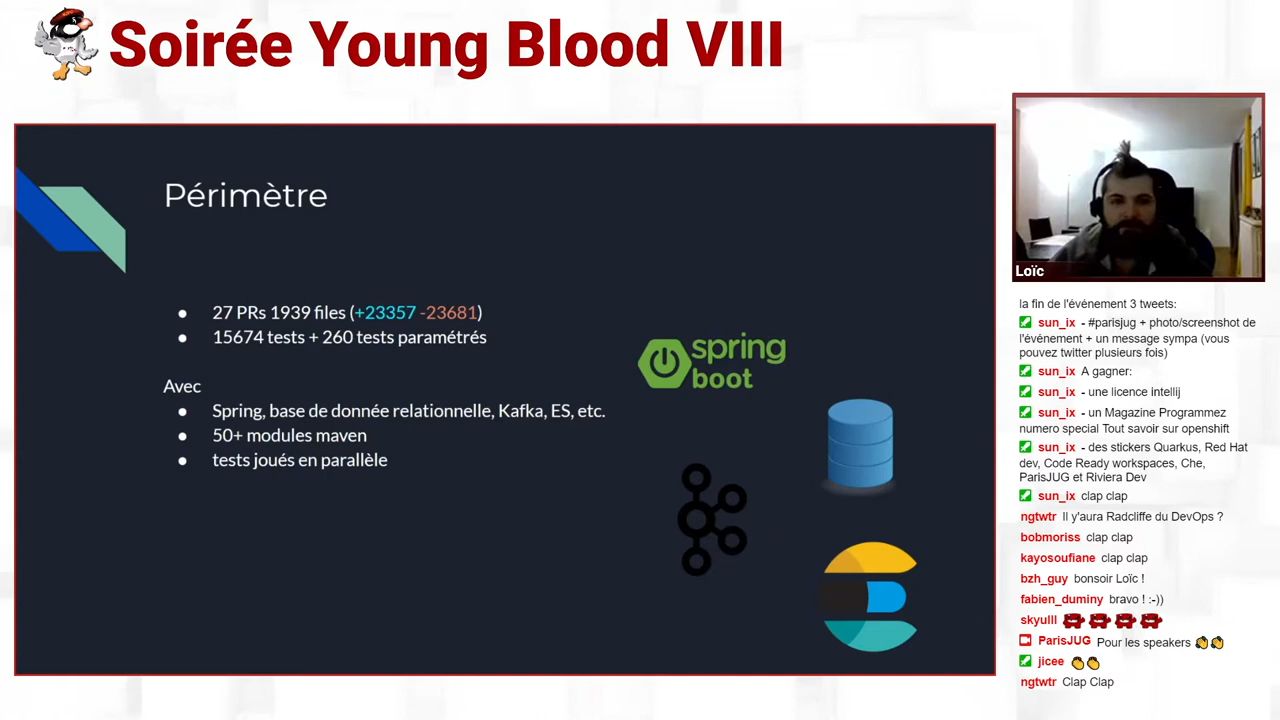 Soirée Young Blood VIII
Périmètre
● 27 PRs 1939 files (+23357 -23681)
● 15674 tests + 260 tests paramétrés
Avec
● Spring, base de donnée relationnelle, Kafka, ES, etc.
● 50+ modules maven
● tests joués en parallèle
spring
boot
Loïc
la fin de l'événement 3 tweets:
sun_ix - #parisjug + photo/screenshot de
l'événement + un message sympa (vous
pouvez twitter plusieurs fois)
sun_ix A gagner:
sun_ix - une licence intellij
sun_ix - un Magazine Programmez
numero special Tout savoir sur openshift
sun_ix - des stickers Quarkus, Red Hat
dev, Code Ready workspaces, Che,
ParisJUG et Riviera Dev
sun_ix clap clap
ngtwtr Il y'aura Radcliffe du DevOps ?
bobmoriss clap clap
kayosoufiane clap clap
bzh_guy bonsoir Loïc !
fabien_duminy bravo ! :-))
skyulll
ParisJUG Pour les speakers 👏👏
jicee 👏👏
ngtwtr Clap Clap